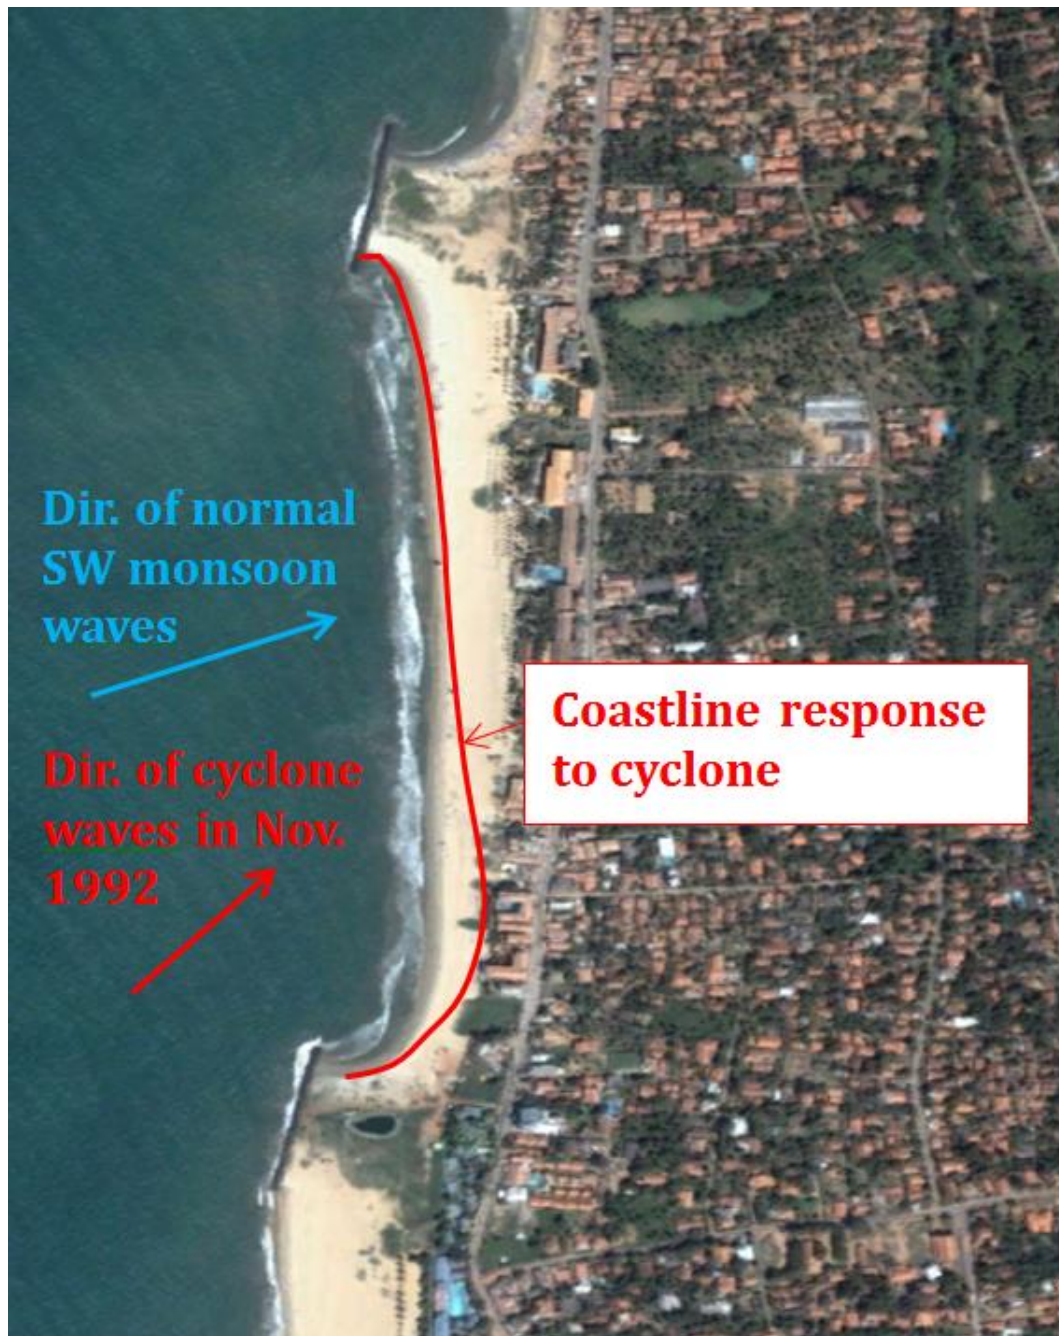 Dir. of normal
SW monsoon
waves
Dir. of cyclone
waves in Nov.
1992
Coastline response
to cyclone